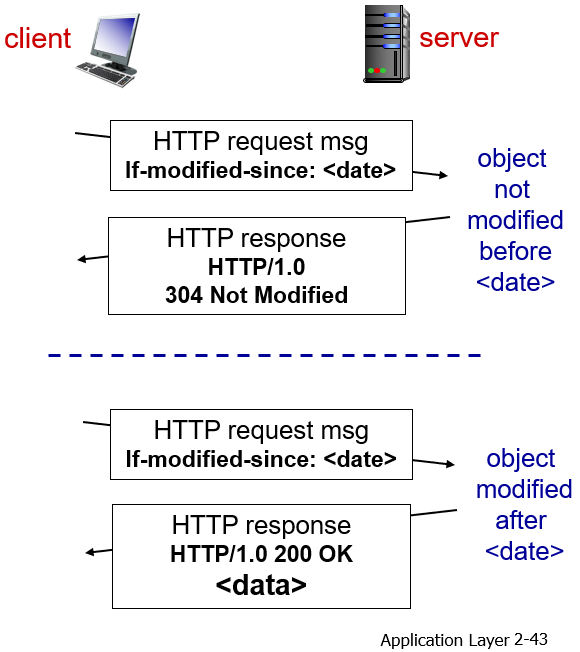 client
server
HTTP request msg
If-modified-since: <date>
object
not
modified
before
<date>
HTTP response
HTTP/1.0
304 Not Modified
HTTP request msg
If-modified-since: <date>
object
modified
after
<date>
HTTP response
HTTP/1.0 200 OK
<data>
Application Layer 2-43